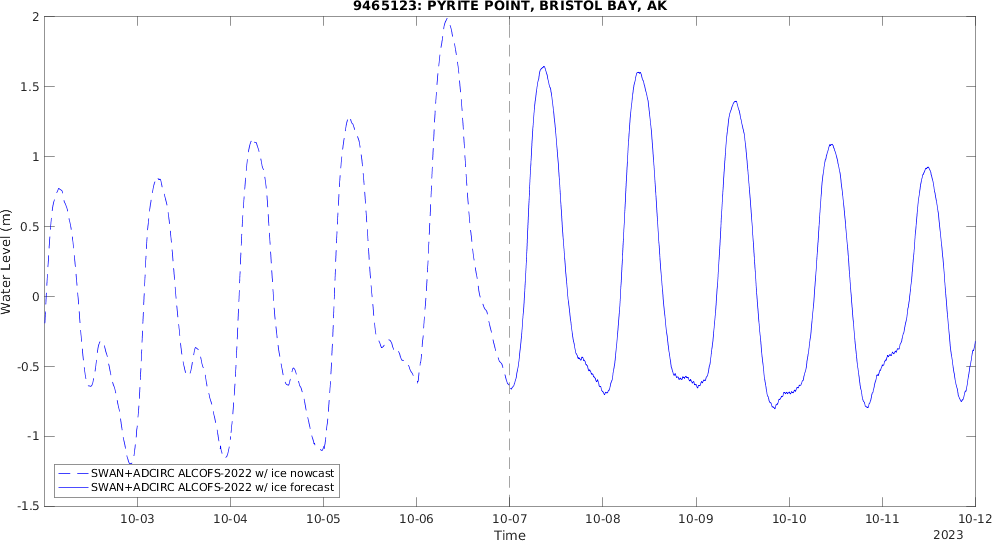 9465123: PYRITE POINT, BRISTOL BAY, AK
2
1.5
1
0.5
0
-0.5
-1
-1.5
Water Level (m)
SWAN+ADCIRC ALCOFS-2022 w/ ice nowcast
SWAN+ADCIRC ALCOFS-2022 w/ ice forecast
10-03 10-04 10-05 10-06 10-07 10-08 10-09 10-10 10-11 10-12
Time
2023